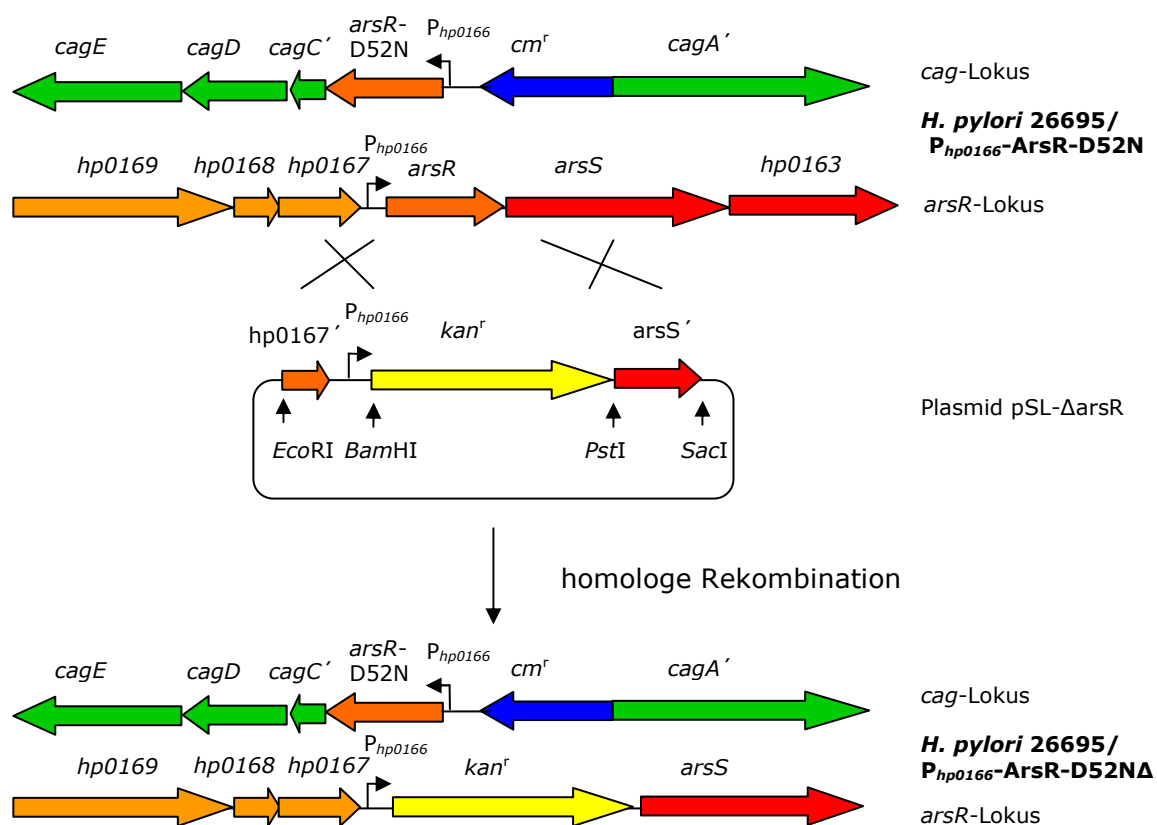 cagE cagD cagC´ arsR-D52N Php0166 cmr cagA´
cag-Lokus
H. pylori 26695/
Php0166-ArsR-D52N
hp0169 hp0168 hp0167 Php0166 arsR arsS hp0163
arsR-Lokus
hp0167´ Php0166 kanr arsS´
EcoRI BamHI PstI SacI
Plasmid pSL-ΔarsR
homologe Rekombination
cagE cagD cagC´ arsR-D52N Php0166 cmr cagA´
cag-Lokus
H. pylori 26695/
Php0166-ArsR-D52NΔ
hp0169 hp0168 hp0167 Php0166 kanr arsS
arsR-Lokus